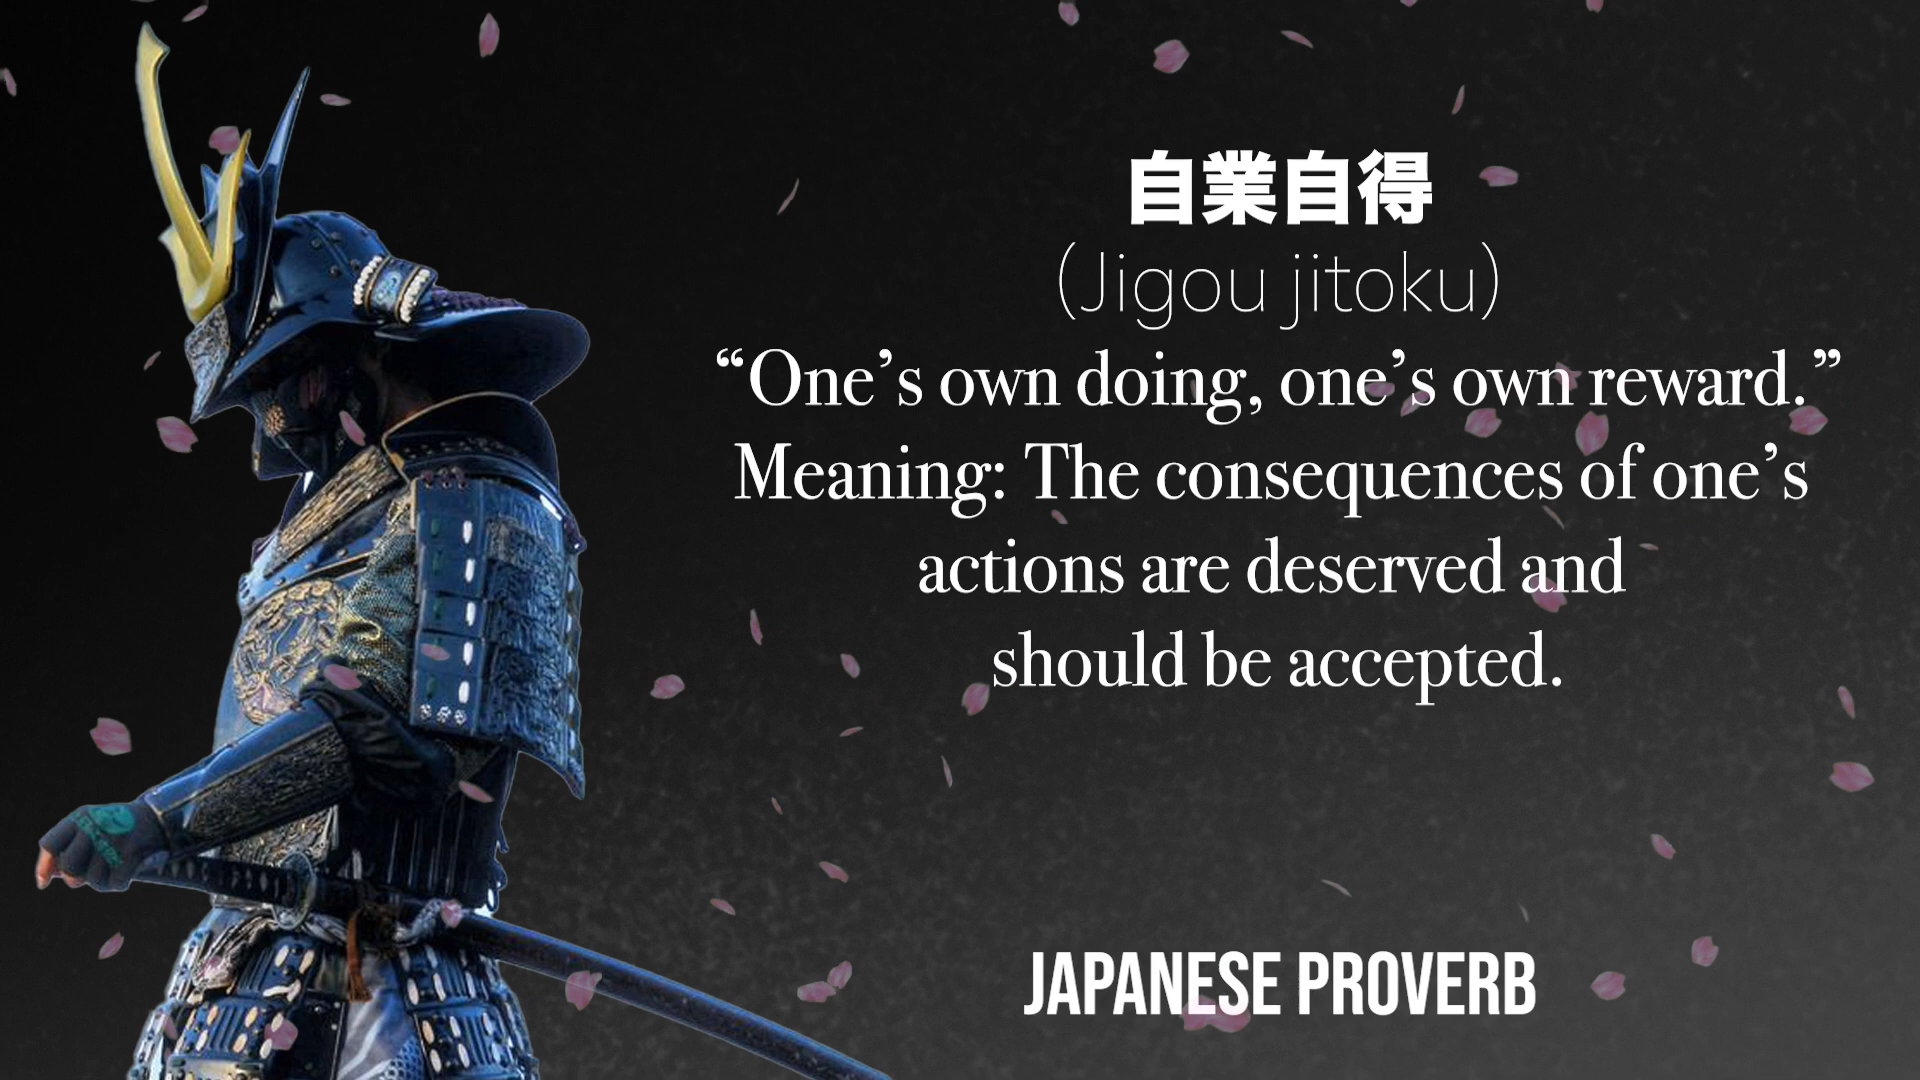 自業自得
(Jigou jitoku)
“One’s own doing, one’s own reward.”
Meaning: The consequences of one’s
actions are deserved and
should be accepted.
JAPANESE PROVERB